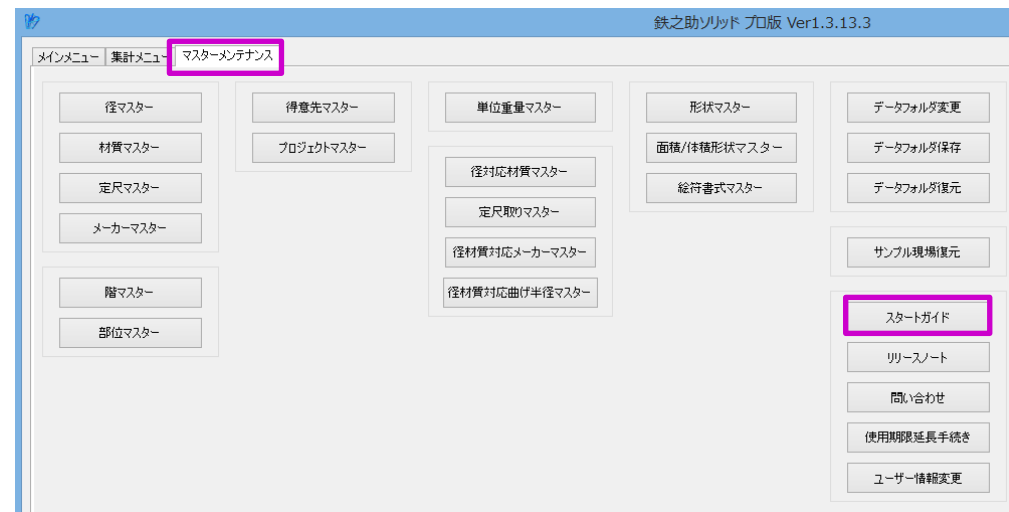 鉄之助ソリッド プロ版 Ver1.3.13.3
メインメニュー 集計メニュー マスターメンテナンス
径マスター
材質マスター
定尺マスター
メーカーマスター
階マスター
部位マスター
得意先マスター
プロジェクトマスター
単位重量マスター
径対応材質マスター
定尺取りマスター
径材質対応メーカーマスター
径材質対応曲げ半径マスター
形状マスター
面積/体積形状マスター
絵符書式マスター
データフォルダ変更
データフォルダ保存
データフォルダ復元
サンプル現場復元
スタートガイド
リリースノート
問い合わせ
使用期限延長手続き
ユーザー情報変更